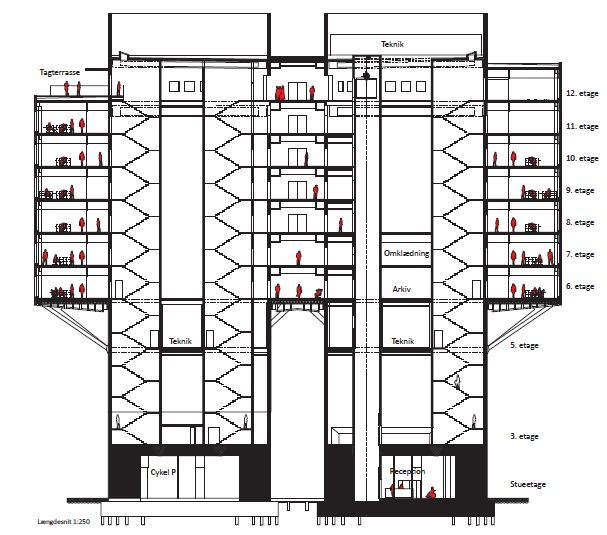 Teknik
Tagterrasse
12. etage
11. etage
10. etage
9. etage
8. etage
Omklædning
7. etage
Arkiv
6. etage
Teknik
Teknik
5. etage
3. etage
Cykel P
Reception
Stueetage
Længdesnit 1:250